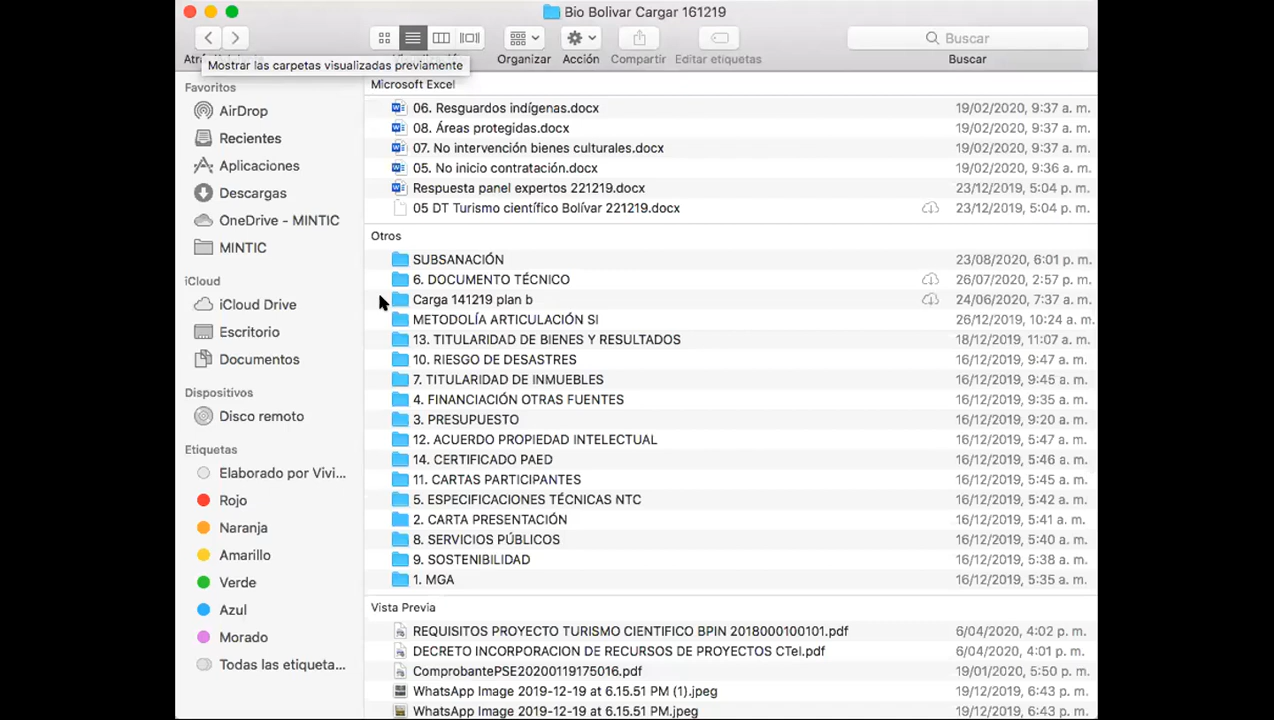 Bio Bolivar Cargar 161219
Buscar
Organizar Acción Compartir Editar etiquetas Buscar
Mostrar las carpetas visualizadas previamente
Favoritos
AirDrop
Recientes
Aplicaciones
Descargas
OneDrive - MINTIC
MINTIC
iCloud
iCloud Drive
Escritorio
Documentos
Dispositivos
Disco remoto
Etiquetas
Elaborado por Vivi...
Rojo
Naranja
Amarillo
Verde
Azul
Morado
Todas las etiqueta...
Microsoft Excel
06. Resguardos indígenas.docx 19/02/2020, 9:37 a. m.
08. Áreas protegidas.docx 19/02/2020, 9:37 a. m.
07. No intervención bienes culturales.docx 19/02/2020, 9:37 a. m.
05. No inicio contratación.docx 19/02/2020, 9:36 a. m.
Respuesta panel expertos 221219.docx 23/12/2019, 5:04 p. m.
05 DT Turismo científico Bolívar 221219.docx 23/12/2019, 5:04 p. m.
Otros
SUBSANACIÓN 23/08/2020, 6:01 p. m.
6. DOCUMENTO TÉCNICO 26/07/2020, 2:57 p. m.
Carga 141219 plan b 24/06/2020, 7:37 a. m.
METODOLÍA ARTICULACIÓN SI 26/12/2019, 10:24 a. m.
13. TITULARIDAD DE BIENES Y RESULTADOS 18/12/2019, 11:07 a. m.
10. RIESGO DE DESASTRES 16/12/2019, 9:47 a. m.
7. TITULARIDAD DE INMUEBLES 16/12/2019, 9:45 a. m.
4. FINANCIACIÓN OTRAS FUENTES 16/12/2019, 9:35 a. m.
3. PRESUPUESTO 16/12/2019, 9:20 a. m.
12. ACUERDO PROPIEDAD INTELECTUAL 16/12/2019, 5:47 a. m.
14. CERTIFICADO PAED 16/12/2019, 5:46 a. m.
11. CARTAS PARTICIPANTES 16/12/2019, 5:45 a. m.
5. ESPECIFICACIONES TÉCNICAS NTC 16/12/2019, 5:42 a. m.
2. CARTA PRESENTACIÓN 16/12/2019, 5:41 a. m.
8. SERVICIOS PÚBLICOS 16/12/2019, 5:40 a. m.
9. SOSTENIBILIDAD 16/12/2019, 5:38 a. m.
1. MGA 16/12/2019, 5:35 a. m.
Vista Previa
REQUISITOS PROYECTO TURISMO CIENTIFICO BPIN 2018000100101.pdf 6/04/2020, 4:02 p. m.
DECRETO INCORPORACION DE RECURSOS DE PROYECTOS CTeI.pdf 6/04/2020, 4:01 p. m.
ComprobantePSE20200119175016.pdf 19/01/2020, 5:50 p. m.
WhatsApp Image 2019-12-19 at 6.15.51 PM (1).jpeg 19/12/2019, 6:43 p. m.
WhatsApp Image 2019-12-19 at 6.15.51 PM.jpeg 19/12/2019, 6:43 p. m.